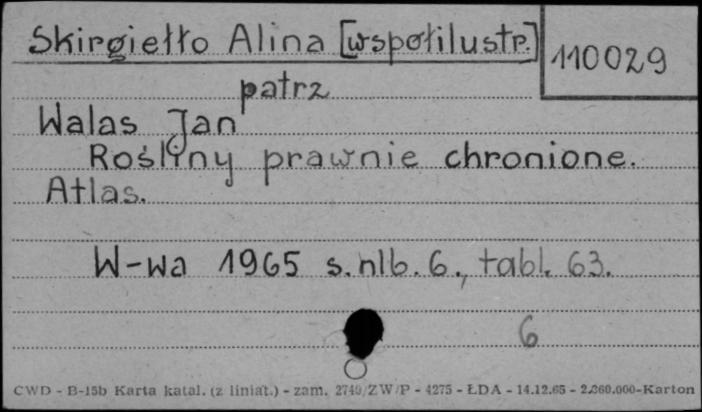 Skirgiełło Alina [współilustr.]
110029
patrz
Walas Jan
Rośliny prawnie chronione.
Atlas.
W-wa 1965 s. nlb. 6., tabl. 63.
6
CWD - B-15b Karta katal. (z liniat.) - zam. 2749/ZW/P - 4275 - ŁDA - 14.12.65 - 2.360.000 - Karton